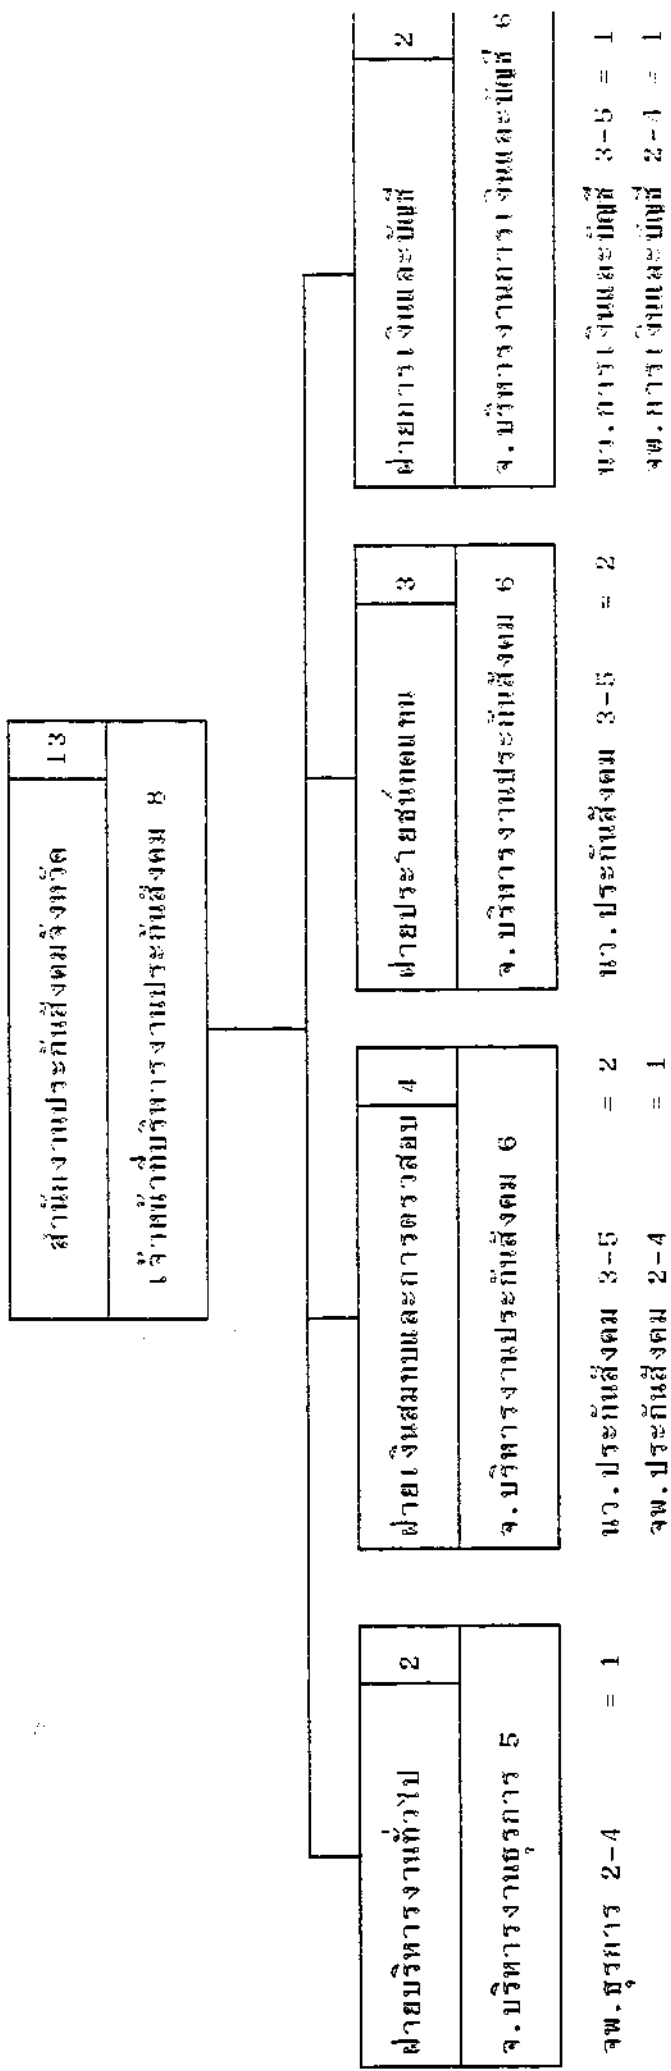 สำนักงานประกันสังคมจังหวัด 13
เจ้าหน้าที่บริหารงานประกันสังคม 8
ฝ่ายบริหารงานทั่วไป 2
จ.บริหารงานธุรการ 5
จพ.ธุรการ 2-4 = 1
ฝ่ายเงินสมทบและการตรวจสอบ 4
จ.บริหารงานประกันสังคม 6
นว.ประกันสังคม 3-5 = 2
จพ.ประกันสังคม 2-4 = 1
ฝ่ายประโยชน์ทดแทน 3
จ.บริหารงานประกันสังคม 6
นว.ประกันสังคม 3-5 = 2
ฝ่ายการเงินและบัญชี 2
จ.บริหารงานการเงินและบัญชี 6
นว.การเงินและบัญชี 3-5 = 1
จพ.การเงินและบัญชี 2-4 = 1